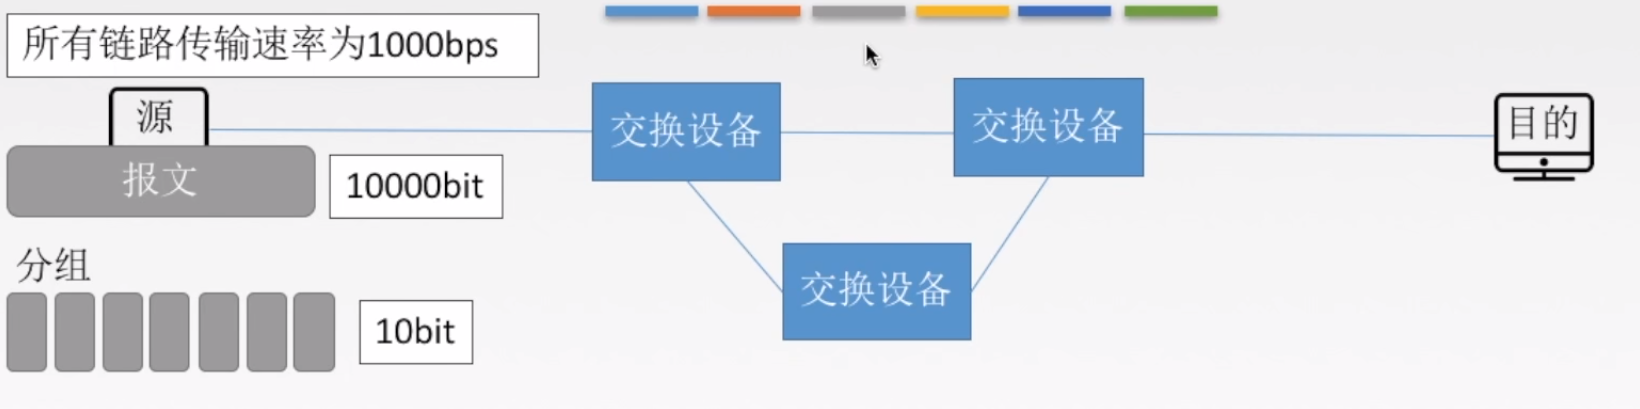 所有链路传输速率为1000bps
源
交换设备
交换设备
目的
报文
10000bit
分组
交换设备
10bit